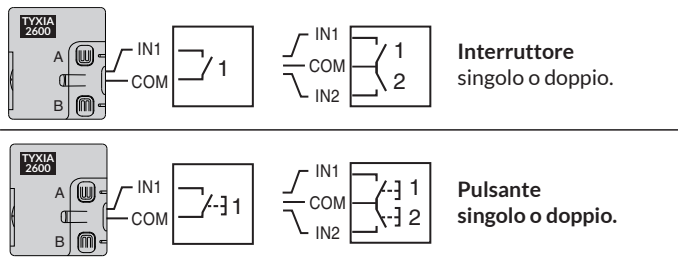 TYXIA
2600
A
B
IN1
COM
1
IN1
COM
IN2
1
2
Interruttore
singolo o doppio.
TYXIA
2600
A
B
IN1
COM
1
IN1
COM
IN2
1
2
Pulsante
singolo o doppio.